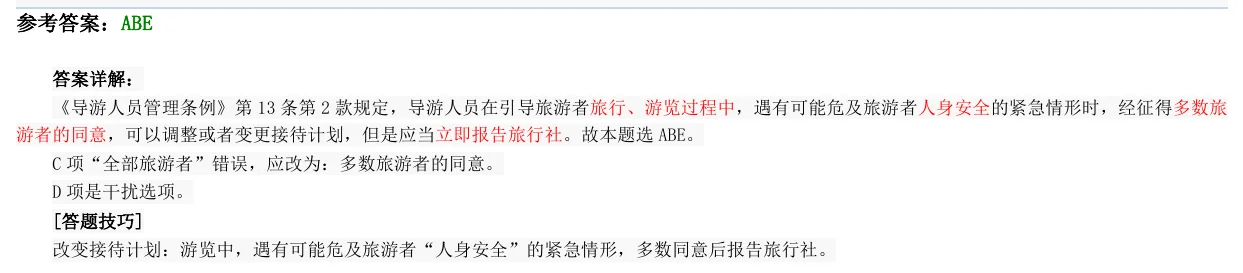 参考答案：ABE
答案详解：
《导游人员管理条例》第 13 条第 2 款规定，导游人员在引导旅游者旅行、游览过程中，遇有可能危及旅游者人身安全的紧急情形时，经征得多数旅
游者的同意，可以调整或者变更接待计划，但是应当立即报告旅行社。故本题选 ABE。
C 项“全部旅游者”错误，应改为：多数旅游者的同意。
D 项是干扰选项。
[答题技巧]
改变接待计划：游览中，遇有可能危及旅游者“人身安全”的紧急情形，多数同意后报告旅行社。